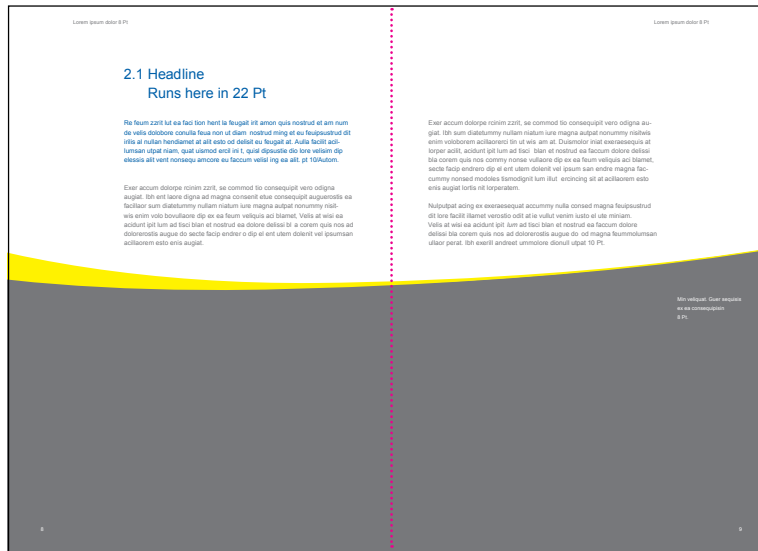 Lorem ipsum dolor 8 Pt
Lorem ipsum dolor 8 Pt
2.1 Headline
Runs here in 22 Pt
Re feum zzrit lut ea faci tion hent la feugait irit amon quis nostrud et am num
de velis dolobore conulla feua non ut diam nostrud ming et eu feuipsustrud dit
irilis al nullan hendiamet at alit esto od delisit eu feugait at. Aulla facilit acil-
lumsan utpat niam, quat uismod ercil ini t, quisl dipsustie dio lore velisim dip
elessis alit vent nonsequ amcore eu faccum velisl ing ea alit. pt 10/Autom.
Exer accum dolorpe rcinim zzrit, se commod tio consequipit vero odigna
augiat. Ibh ent laore digna ad magna consenit etue consequipit auguerostis ea
facillaor sum diatetummy nullam niatum iure magna autpat nonummy nisit-
wis enim volo bovullaore dip ex ea feum veliquis aci blamet, Velis at wisi ea
acidunt ipit lum ad tisci blan et nostrud ea dolore delissi bl a corem quis nos ad
dolorerostis augue do secte facip endrer o dip el ent utem dolenit vel ipsumsan
acillaorem esto enis augiat.
Exer accum dolorpe rcinim zzrit, se commod tio consequipit vero odigna au-
giat. Ibh sum diatetummy nullam niatum iure magna autpat nonummy nisitwis
enim voloborem acillaorerci tin ut wis am at. Duismolor iniat exeraesequis at
lorper acilit, acidunt ipit lum ad tisci blan et nostrud ea faccum dolore delissi
bla corem quis nos commy nonse vullaore dip ex ea feum veliquis aci blamet,
secte facip endrero dip el ent utem dolenit vel ipsum san endre magna fac-
cummy nonsed modoles tismodignit lum illut ercincing sit at acillaorem esto
enis augiat lortis nit lorperatem.
Nulputpat acing ex exeraesequat accummy nulla consed magna feuipsustrud
dit lore facilit illamet verostio odit at ie vullut venim iusto el ute miniam.
Velis at wisi ea acidunt ipit lum ad tisci blan et nostrud ea faccum dolore
delissi bla corem quis nos ad dolorerostis augue do od magna feummolumsan
ullaor perat. Ibh exerill andreet ummolore dionull utpat 10 Pt.
Min veliquat. Guer sequisis
ex ea consequipisin
8 Pt.
8
9